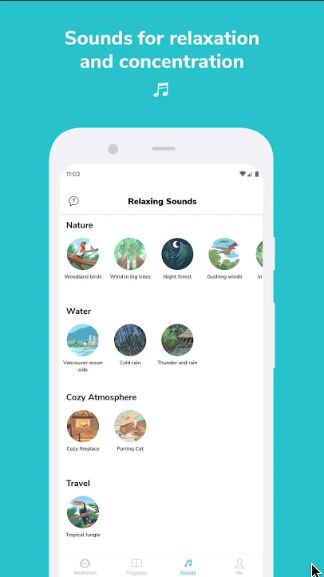 Sounds for relaxation
and concentration
11:03
Relaxing Sounds
Nature
Woodland birds
Wind in big trees
Night forest
Gushing winds
In
Water
Vancouver ocean
side
Cold rain
Thunder and rain
Cozy Atmosphere
Cozy fireplace
Purring Cat
Travel
Tropical Jungle
Meditation
Programs
Sounds
Me